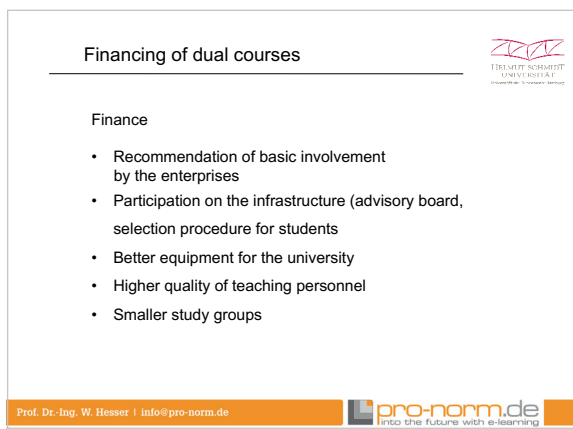 Financing of dual courses
HELMUT SCHMIDT
UNIVERSITÄT
Finance
• Recommendation of basic involvement
by the enterprises
• Participation on the infrastructure (advisory board,
selection procedure for students
• Better equipment for the university
• Higher quality of teaching personnel
• Smaller study groups
Prof. Dr.-Ing. W. Hesser | info@pro-norm.de
pro-norm.de
into the future with e-learning